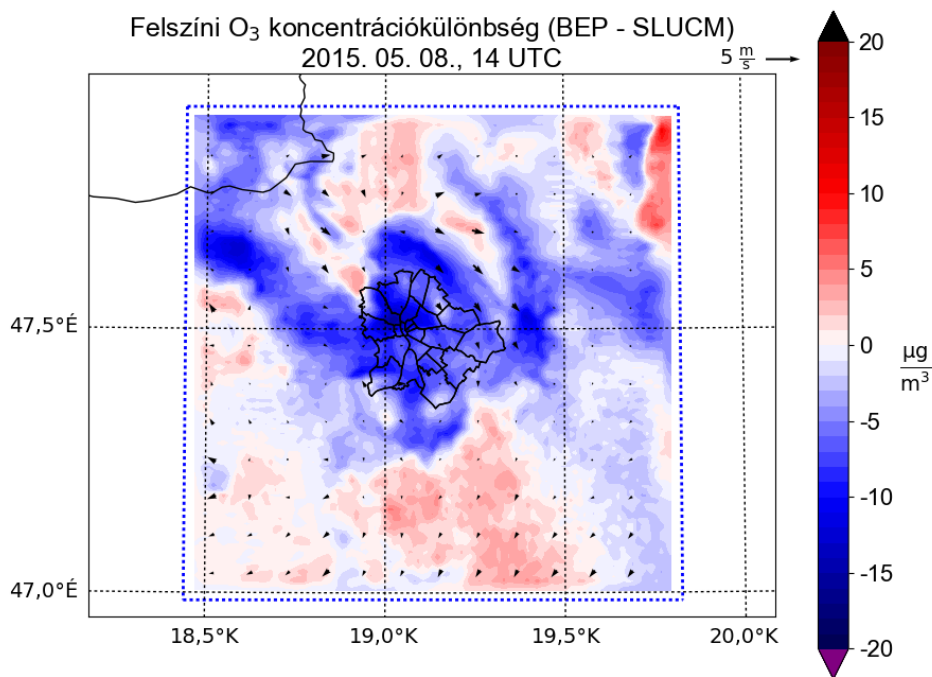 Felszíni O₃ koncentrációkülönbség (BEP - SLUCM)
2015. 05. 08., 14 UTC
5 m/s
47,5°É
47,0°É
18,5°K
19,0°K
19,5°K
20,0°K
20
15
10
5
0
-5
-10
-15
-20
µg/m³